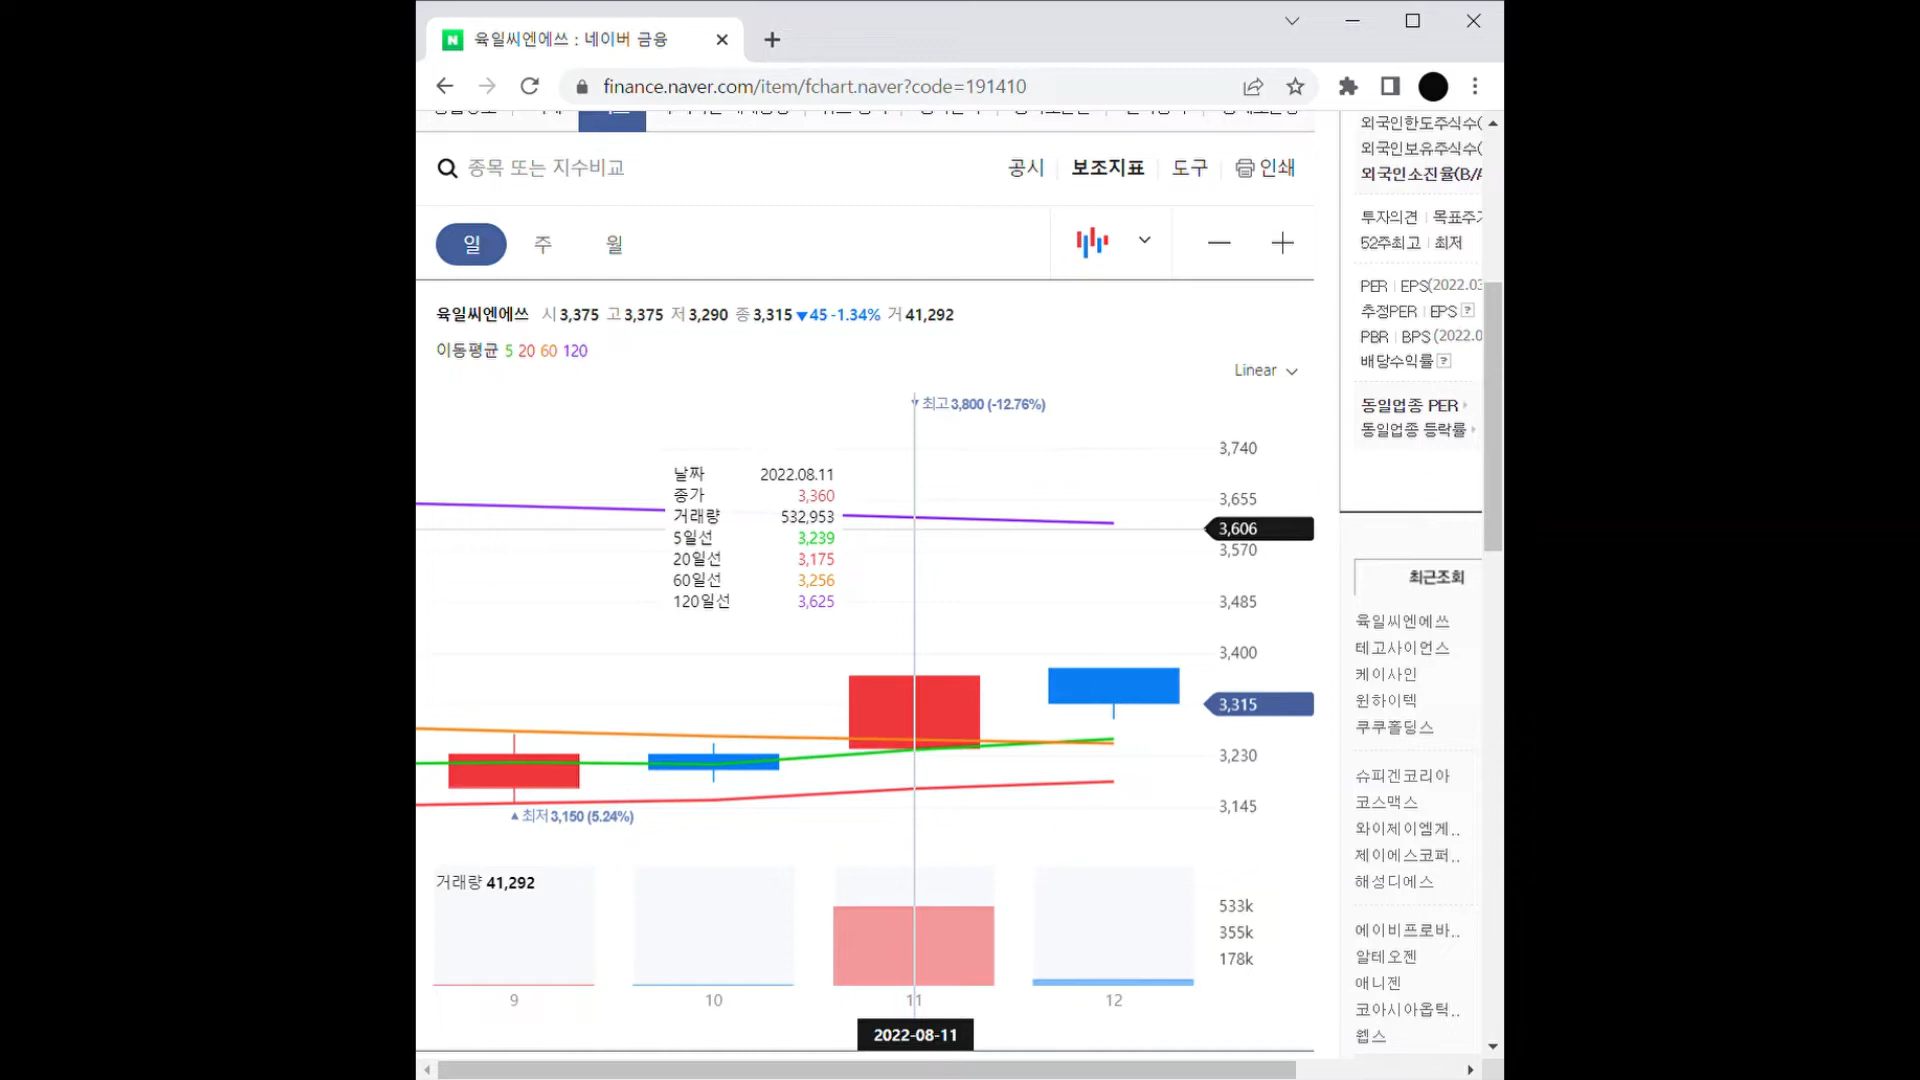 육일씨엔에쓰 : 네이버 금융
finance.naver.com/item/fchart.naver?code=191410
종목 또는 지수비교
공시
보조지표
도구
인쇄
일 주 월
육일씨엔에쓰 시 3,375 고 3,375 저 3,290 종 3,315 ▼45 -1.34% 거 41,292
이동평균 5 20 60 120
Linear
최고 3,800 (-12.76%)
날짜 2022.08.11
종가 3,360
거래량 532,953
5일선 3,239
20일선 3,175
60일선 3,256
120일선 3,625
3,740
3,655
3,606
3,570
3,485
3,400
3,315
3,230
3,145
▲최저 3,150 (5.24%)
거래량 41,292
533k
355k
178k
9 10 11 12
2022-08-11
외국인한도주식수(
외국인보유주식수(
외국인소진율(B/A
투자의견 | 목표주가
52주최고 | 최저
PER | EPS(2022.03
추정PER | EPS ?
PBR | BPS (2022.0
배당수익률 ?
동일업종 PER
동일업종 등락률
최근조회
육일씨엔에쓰
테고사이언스
케이사인
윈하이텍
쿠쿠홀딩스
슈피겐코리아
코스맥스
와이제이엠게..
제이에스코퍼..
해성디에스
에이비프로바..
알테오젠
애니젠
코아시아옵틱..
웹스